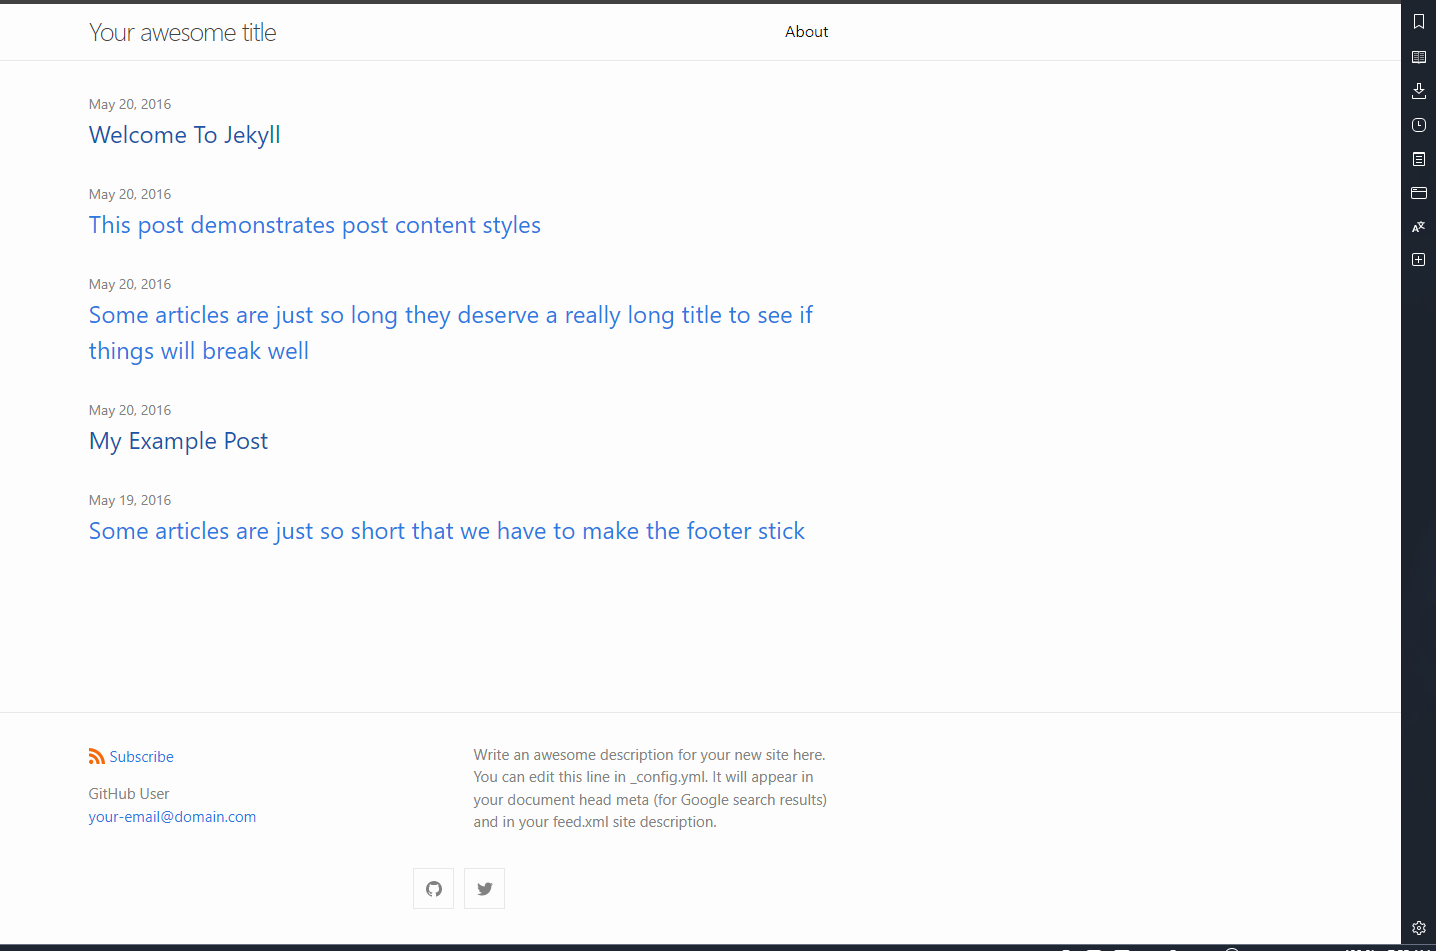 Your awesome title
About
May 20, 2016
Welcome To Jekyll
May 20, 2016
This post demonstrates post content styles
May 20, 2016
Some articles are just so long they deserve a really long title to see if
things will break well
May 20, 2016
My Example Post
May 19, 2016
Some articles are just so short that we have to make the footer stick
Subscribe
GitHub User
your-email@domain.com
Write an awesome description for your new site here.
You can edit this line in _config.yml. It will appear in
your document head meta (for Google search results)
and in your feed.xml site description.